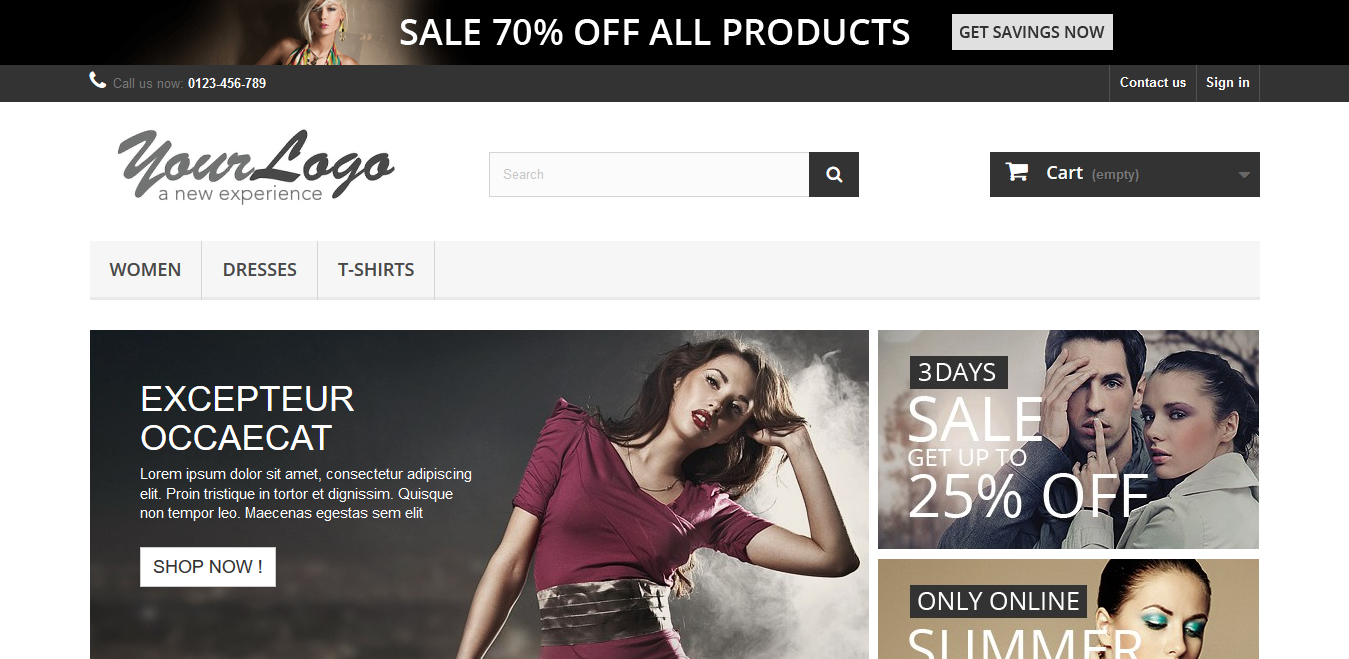 SALE 70% OFF ALL PRODUCTS
GET SAVINGS NOW
Call us now: 0123-456-789
Contact us
Sign in
YourLogo
a new experience
Search
Cart (empty)
WOMEN
DRESSES
T-SHIRTS
EXCEPTEUR
OCCAECAT
Lorem ipsum dolor sit amet, consectetur adipiscing
elit. Proin tristique in tortor et dignissim. Quisque
non tempor leo. Maecenas egestas sem elit
SHOP NOW !
3 DAYS
SALE
GET UP TO
25% OFF
ONLY ONLINE
SUMMER